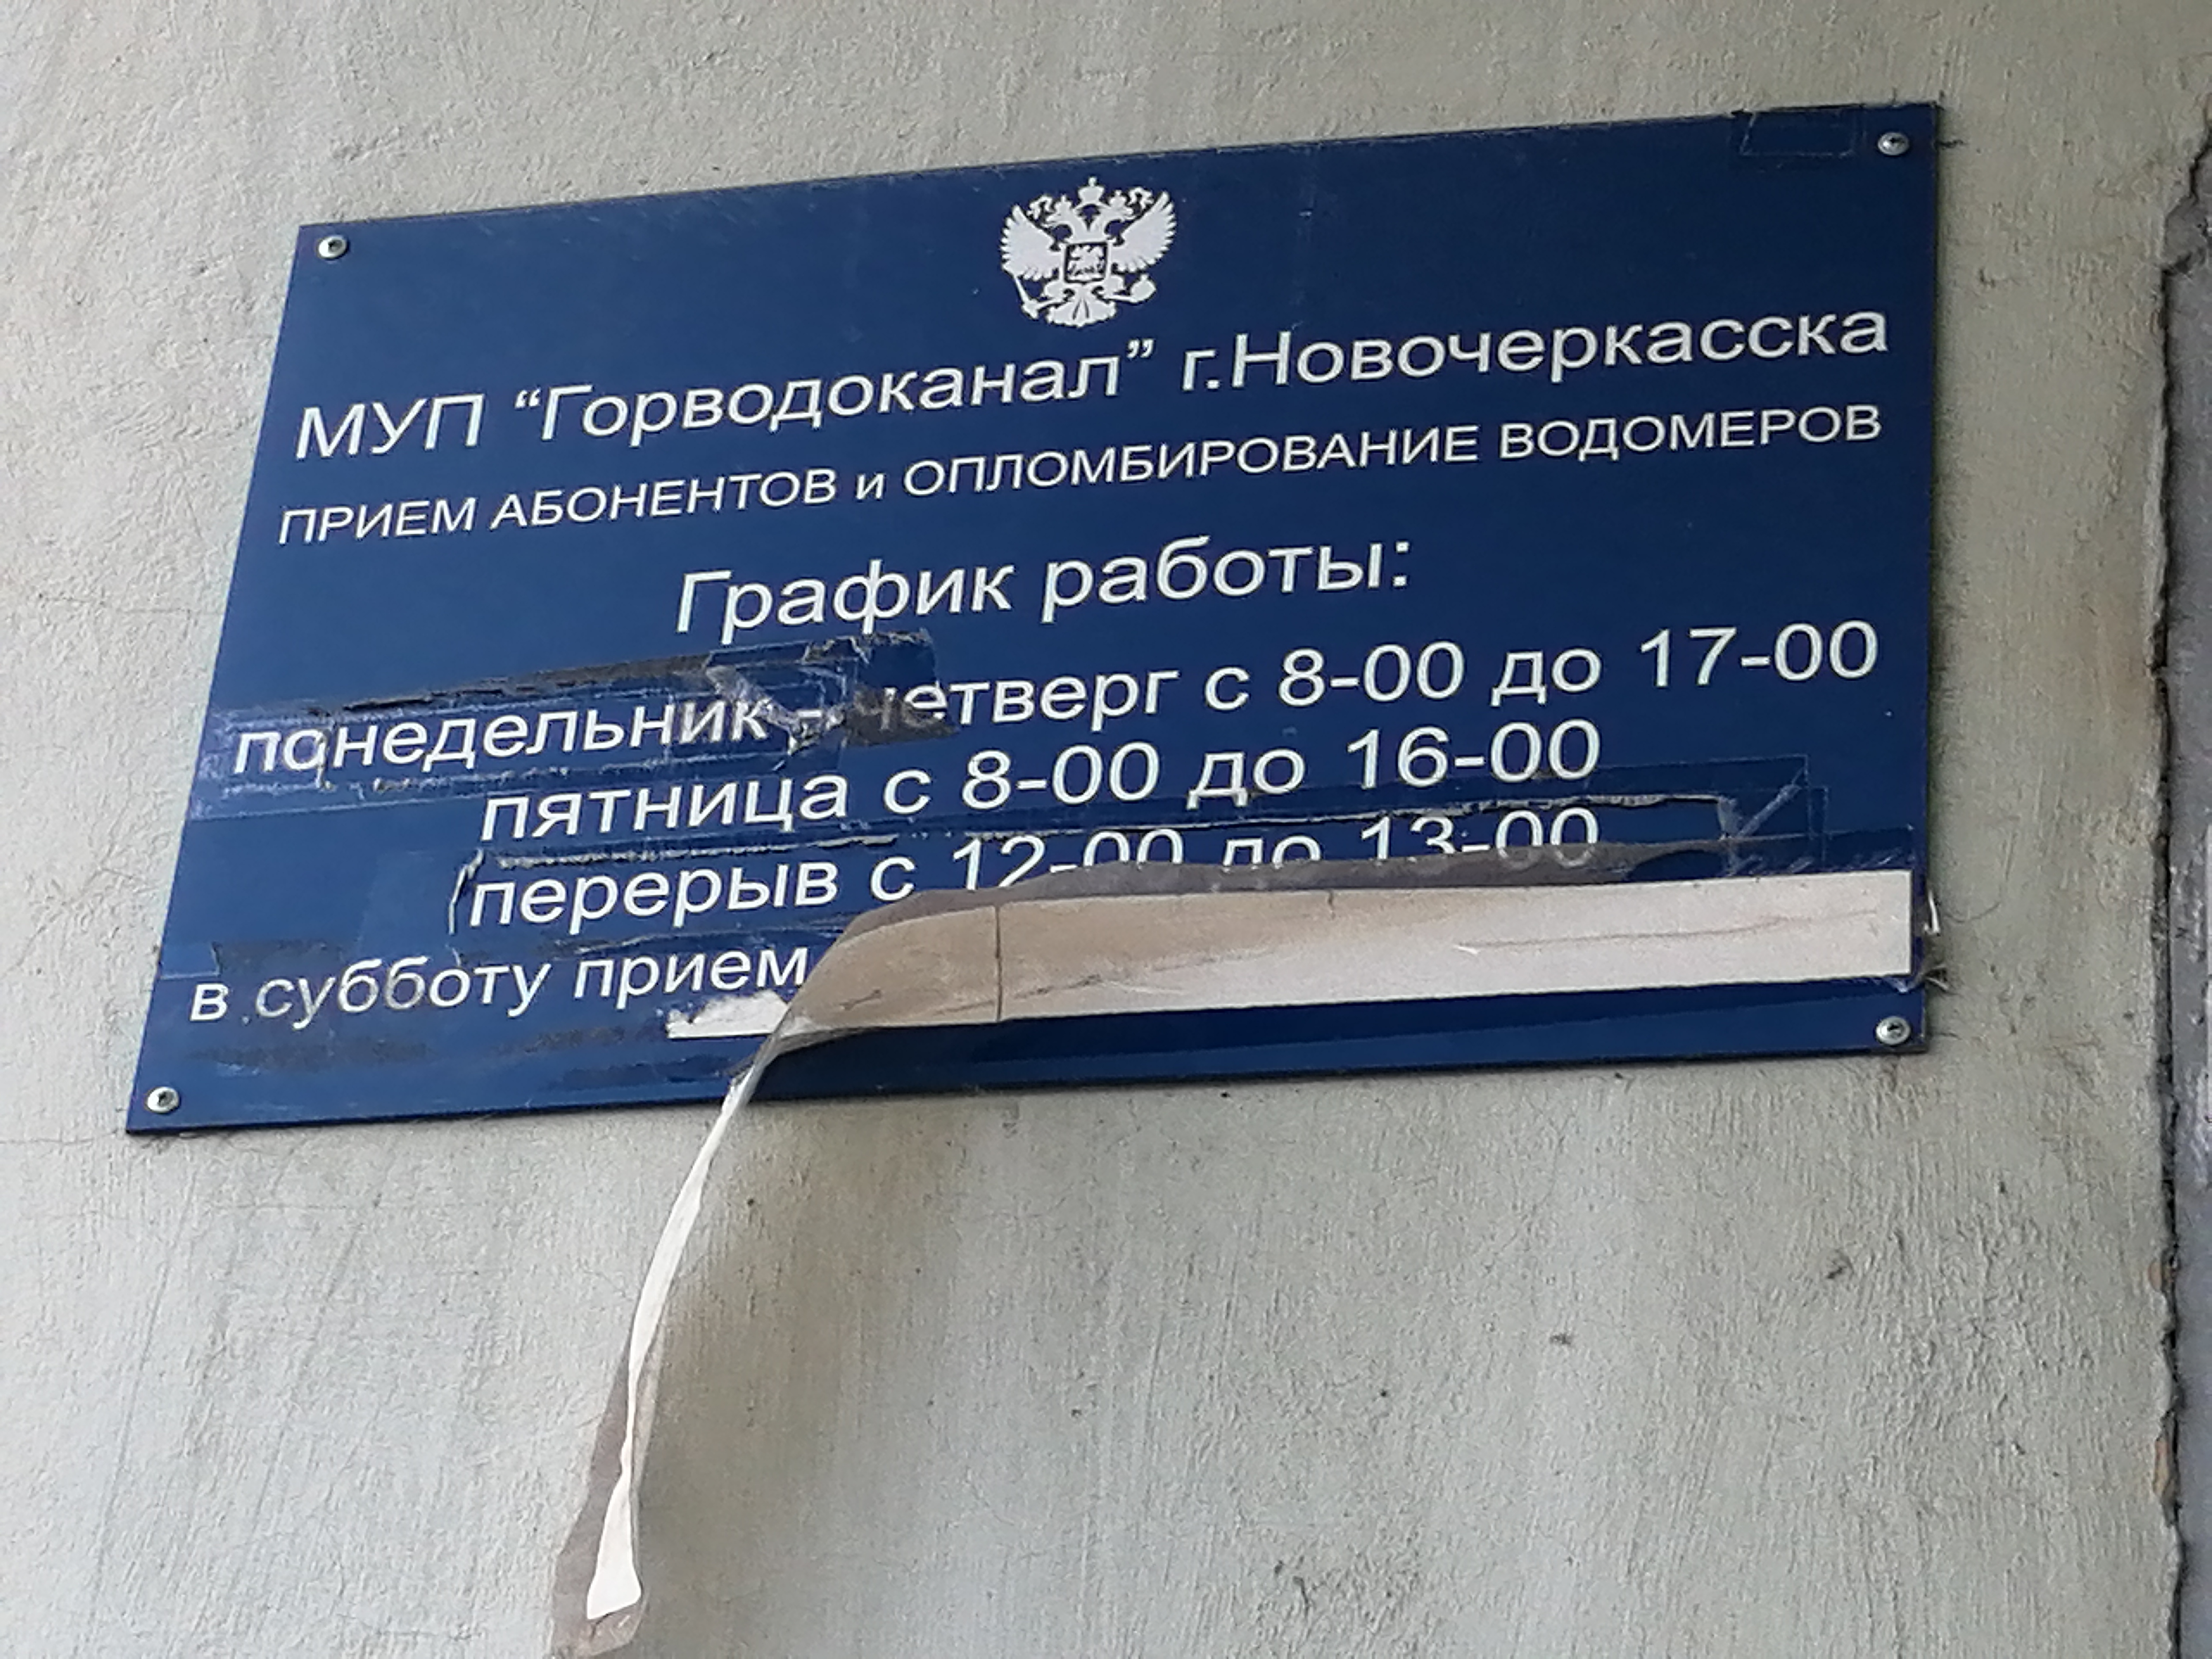 МУП “Горводоканал” г.Новочеркасска
ПРИЕМ АБОНЕНТОВ и ОПЛОМБИРОВАНИЕ ВОДОМЕРОВ
График работы:
понедельник - четверг с 8-00 до 17-00
пятница с 8-00 до 16-00
перерыв с 12-00 до 13-00
в субботу прием